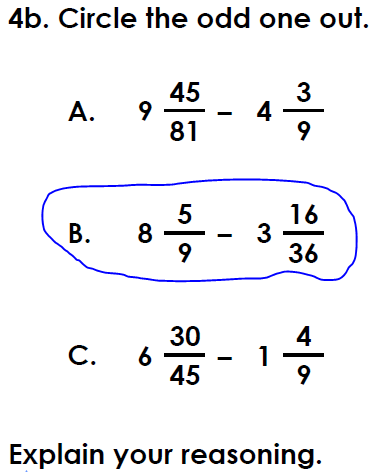 4b. Circle the odd one out.
A. 9 45/81 – 4 3/9
B. 8 5/9 – 3 16/36
C. 6 30/45 – 1 4/9
Explain your reasoning.